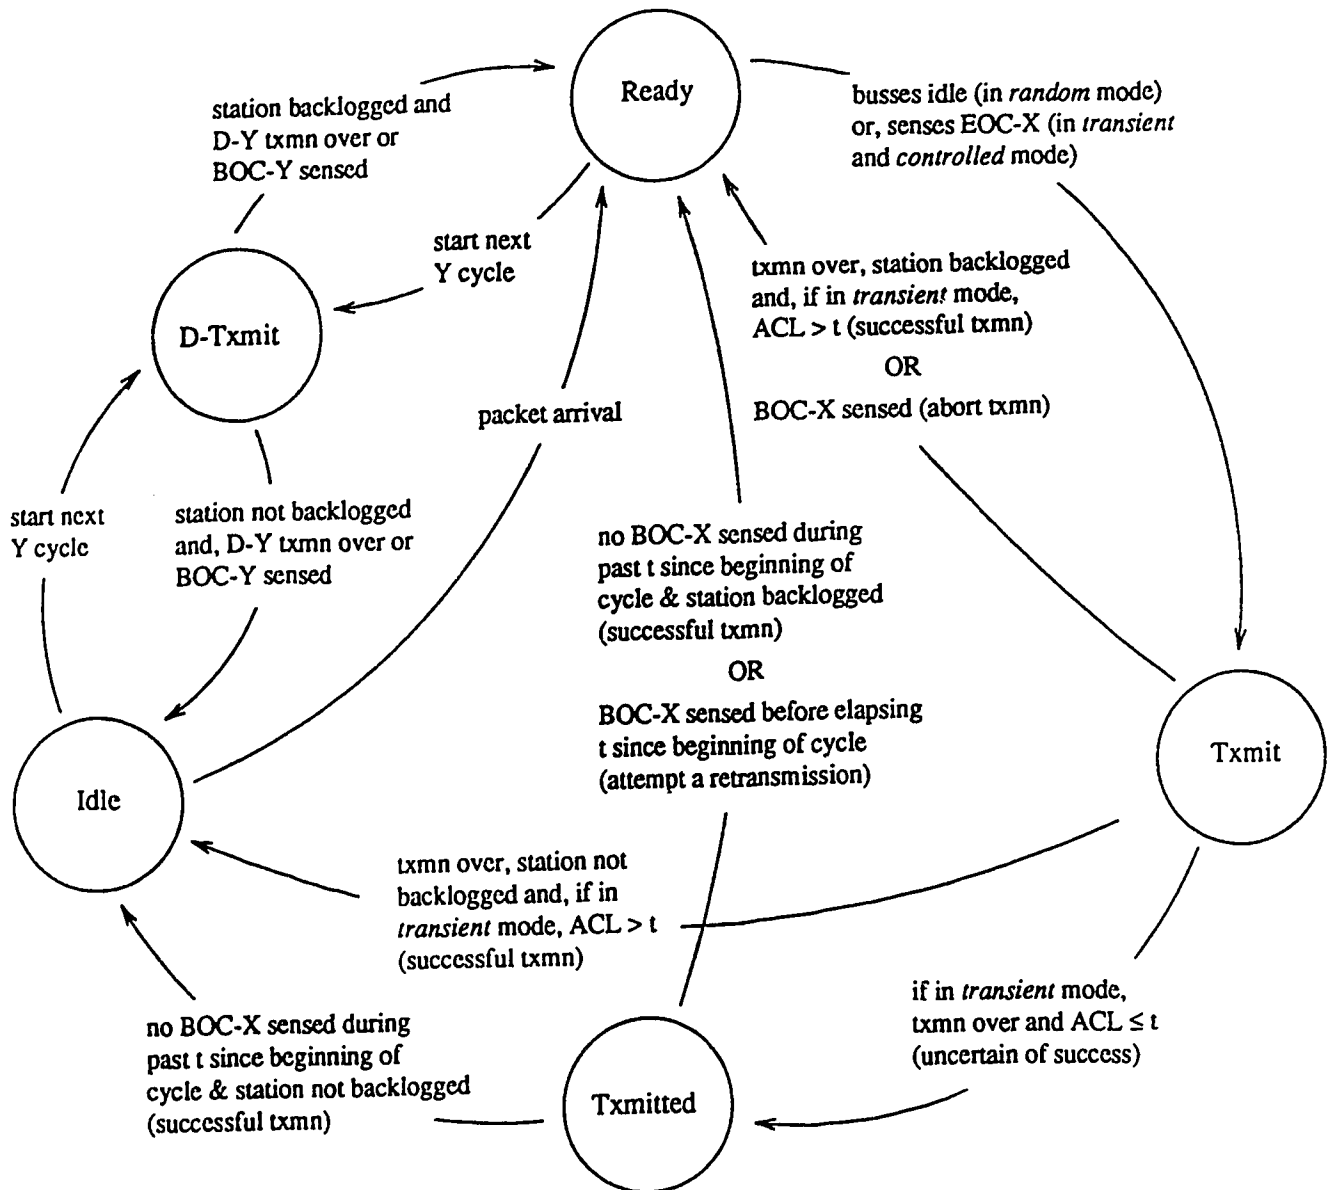 Ready
busses idle (in random mode)
or, senses EOC-X (in transient
and controlled mode)
station backlogged and
D-Y txmn over or
BOC-Y sensed
start next
Y cycle
txmn over, station backlogged
and, if in transient mode,
ACL > t (successful txmn)
OR
BOC-X sensed (abort txmn)
D-Txmit
packet arrival
start next
Y cycle
station not backlogged
and, D-Y txmn over or
BOC-Y sensed
no BOC-X sensed during
past t since beginning of
cycle & station backlogged
(successful txmn)
OR
BOC-X sensed before elapsing
t since beginning of cycle
(attempt a retransmission)
Txmit
Idle
txmn over, station not
backlogged and, if in
transient mode, ACL > t
(successful txmn)
if in transient mode,
txmn over and ACL ≤ t
(uncertain of success)
no BOC-X sensed during
past t since beginning of
cycle & station not backlogged
(successful txmn)
Txmitted